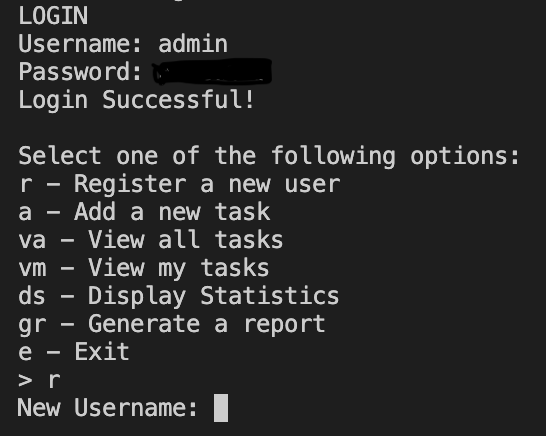 LOGIN
Username: admin
Password:
Login Successful!
Select one of the following options:
r – Register a new user
a – Add a new task
va – View all tasks
vm – View my tasks
ds – Display Statistics
gr – Generate a report
e – Exit
> r
New Username: